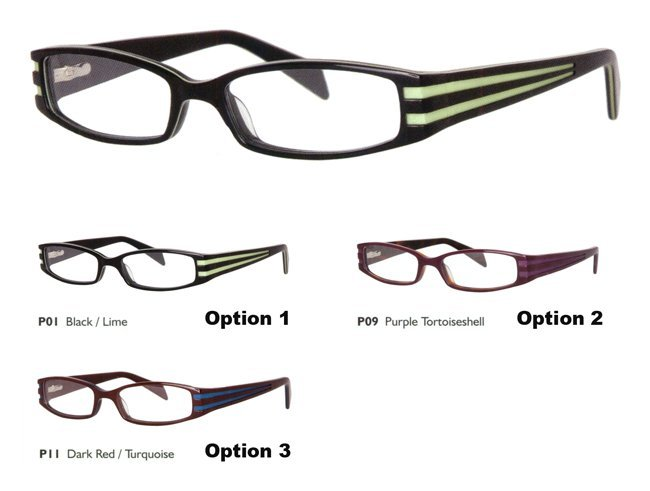 P01 Black / Lime Option 1
P09 Purple Tortoiseshell Option 2
P11 Dark Red / Turquoise Option 3